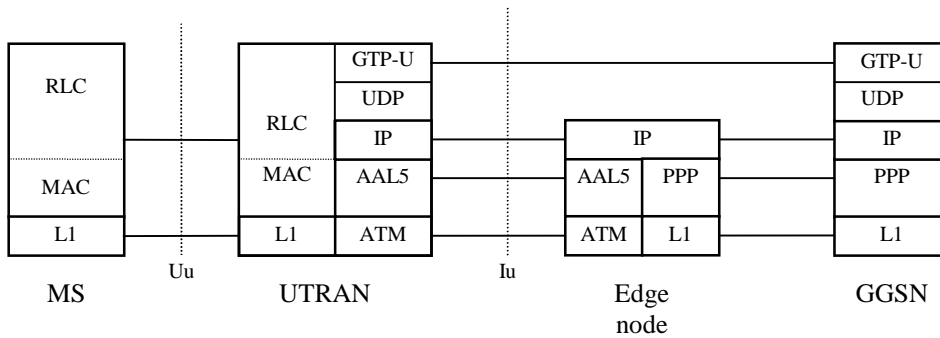 GTP-U
GTP-U
RLC
UDP
UDP
RLC
IP
IP
IP
MAC
MAC
AAL5
AAL5
PPP
PPP
L1
L1
ATM
ATM
L1
L1
Uu
Iu
MS
UTRAN
Edge
node
GGSN